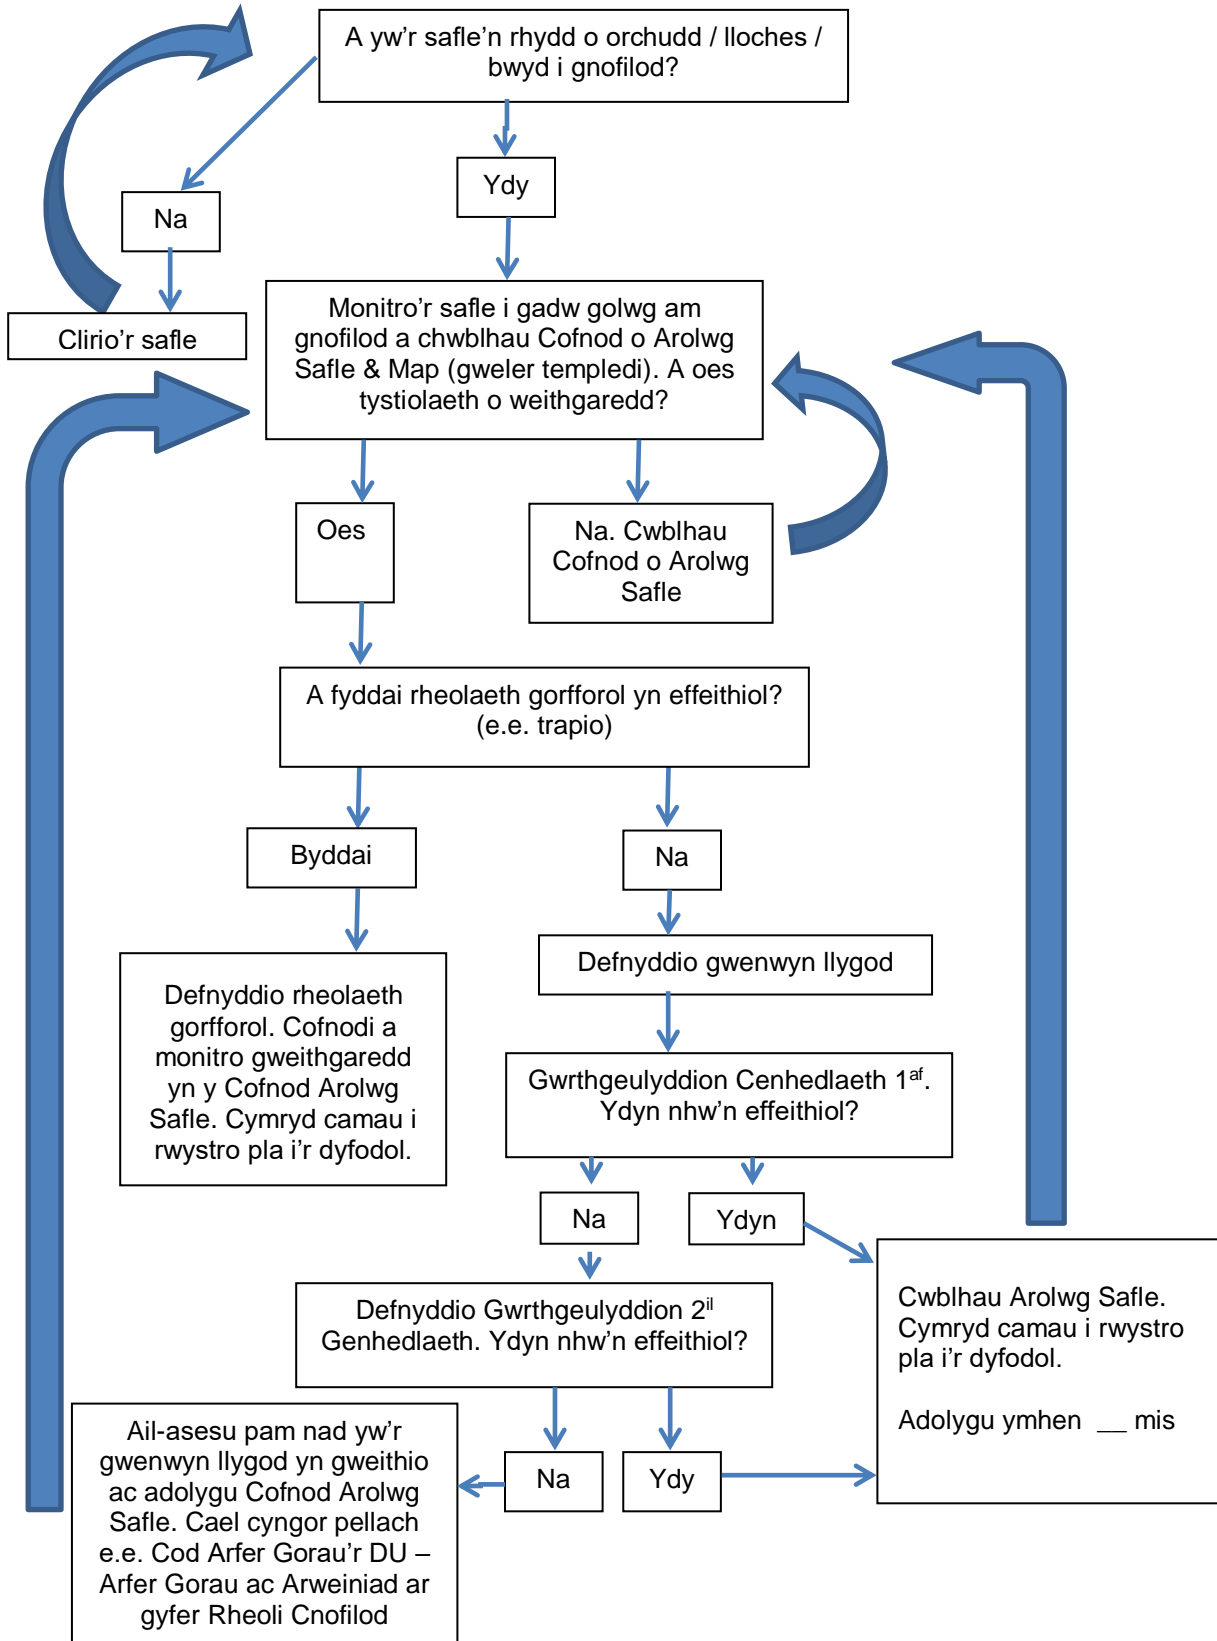 A yw'r safle'n rhydd o orchudd / lloches /
bwyd i gnofilod?
Ydy
Na
Clirio'r safle
Monitro’r safle i gadw golwg am
gnofilod a chwblhau Cofnod o Arolwg
Safle & Map (gweler templedi). A oes
tystiolaeth o weithgaredd?
Oes
Na. Cwblhau
Cofnod o Arolwg
Safle
A fyddai rheolaeth gorfforol yn effeithiol?
(e.e. trapio)
Byddai
Na
Defnyddio rheolaeth
gorfforol. Cofnodi a
monitro gweithgaredd
yn y Cofnod Arolwg
Safle. Cymryd camau i
rwystro pla i’r dyfodol.
Defnyddio gwenwyn llygod
Gwrthgeulyddion Cenhedlaeth 1af.
Ydyn nhw’n effeithiol?
Na
Ydyn
Defnyddio Gwrthgeulyddion 2il
Genhedlaeth. Ydyn nhw’n effeithiol?
Cwblhau Arolwg Safle.
Cymryd camau i rwystro
pla i’r dyfodol.
Adolygu ymhen __ mis
Na
Ydy
Ail-asesu pam nad yw’r
gwenwyn llygod yn gweithio
ac adolygu Cofnod Arolwg
Safle. Cael cyngor pellach
e.e. Cod Arfer Gorau’r DU –
Arfer Gorau ac Arweiniad ar
gyfer Rheoli Cnofilod